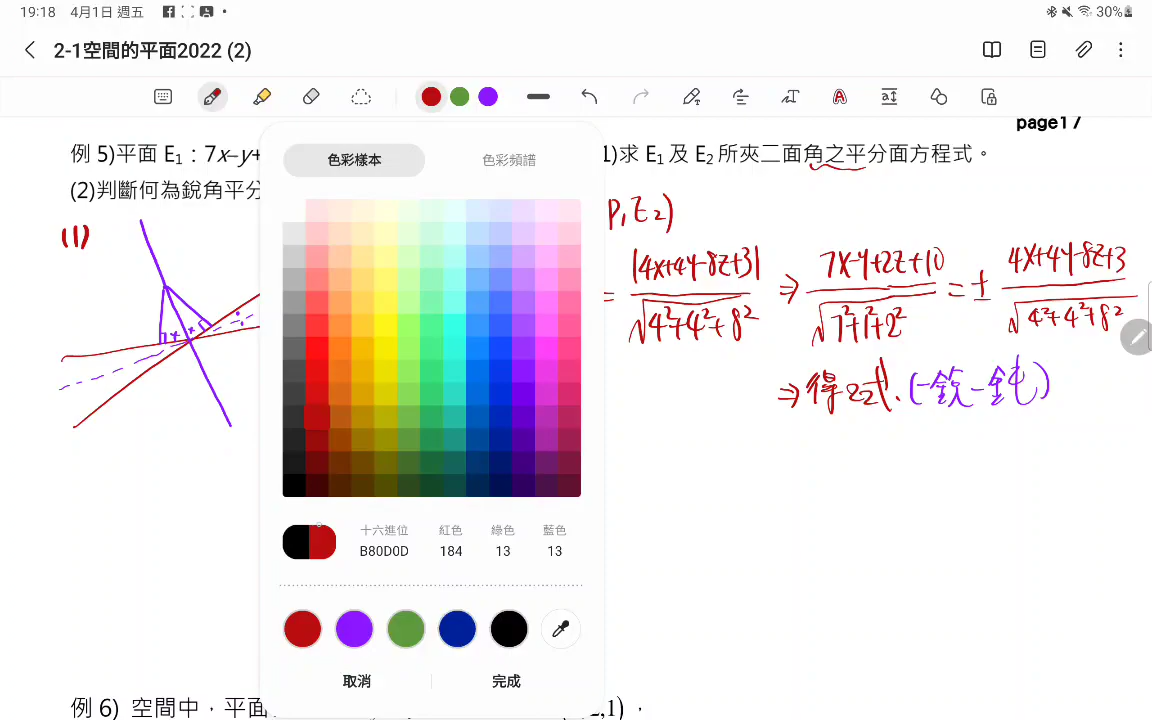 19:18 4月1日 週五 30%
2-1空間的平面2022 (2)
page17
例 5)平面 E₁：7x–y+ 1)求 E₁ 及 E₂ 所夾二面角之平分面方程式。
(2)判斷何為銳角平分
色彩樣本 色彩頻譜
(1)
P,E₂)
= |4x+4y-8z+3| / √4²+4²+8² ⇒ 7x-y+2z+10 / √7²+1²+2² = ± 4x+4y-8z+3 / √4²+4²+8²
⇒得2式.(一銳一鈍)
十六進位 紅色 綠色 藍色
B80D0D 184 13 13
取消 完成
例 6) 空間中，平面 ,1)，